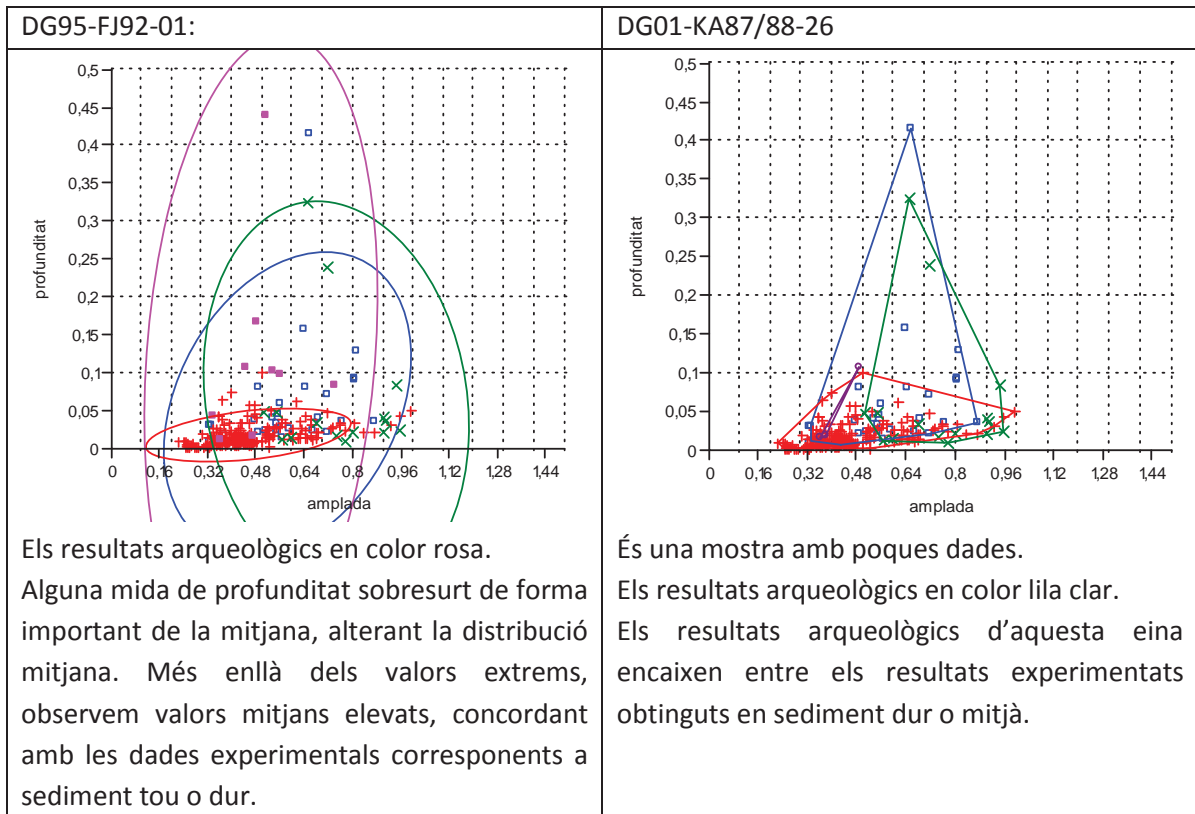 DG95-FJ92-01:
0,5
0,45
0,4
0,35
0,3
0,25
0,2
0,15
0,1
0,05
0
profunditat
0 0,16 0,32 0,48 0,64 0,8 0,96 1,12 1,28 1,44
amplada
Els resultats arqueològics en color rosa.
Alguna mida de profunditat sobresurt de forma
important de la mitjana, alterant la distribució
mitjana. Més enllà dels valors extrems,
observem valors mitjans elevats, concordant
amb les dades experimentals corresponents a
sediment tou o dur.
DG01-KA87/88-26
0,5
0,45
0,4
0,35
0,3
0,25
0,2
0,15
0,1
0,05
0
profunditat
0 0,16 0,32 0,48 0,64 0,8 0,96 1,12 1,28 1,44
amplada
És una mostra amb poques dades.
Els resultats arqueològics en color lila clar.
Els resultats arqueològics d’aquesta eina
encaixen entre els resultats experimentats
obtinguts en sediment dur o mitjà.